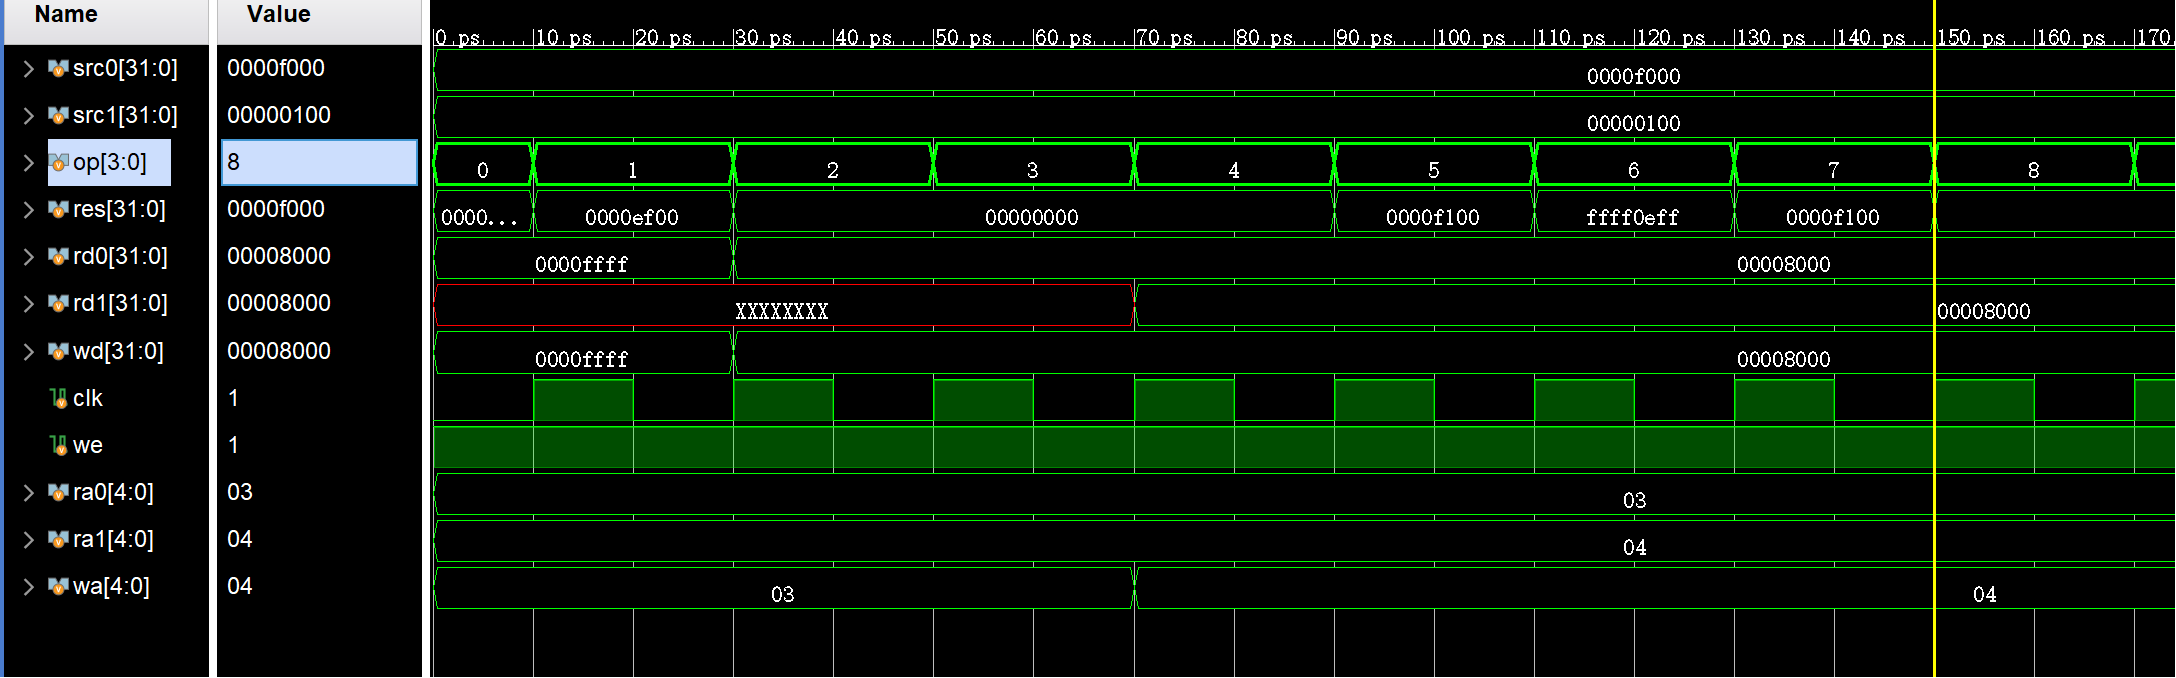 Name Value
0 ps 10 ps 20 ps 30 ps 40 ps 50 ps 60 ps 70 ps 80 ps 90 ps 100 ps 110 ps 120 ps 130 ps 140 ps 150 ps 160 ps 170
src0[31:0] 0000f000 0000f000
src1[31:0] 00000100 00000100
op[3:0] 8 0 1 2 3 4 5 6 7 8
res[31:0] 0000f000 0000... 0000ef00 00000000 0000f100 ffff0eff 0000f100
rd0[31:0] 00008000 0000ffff 00008000
rd1[31:0] 00008000 XXXXXXXX 00008000
wd[31:0] 00008000 0000ffff 00008000
clk 1
we 1
ra0[4:0] 03 03
ra1[4:0] 04 04
wa[4:0] 04 03 04